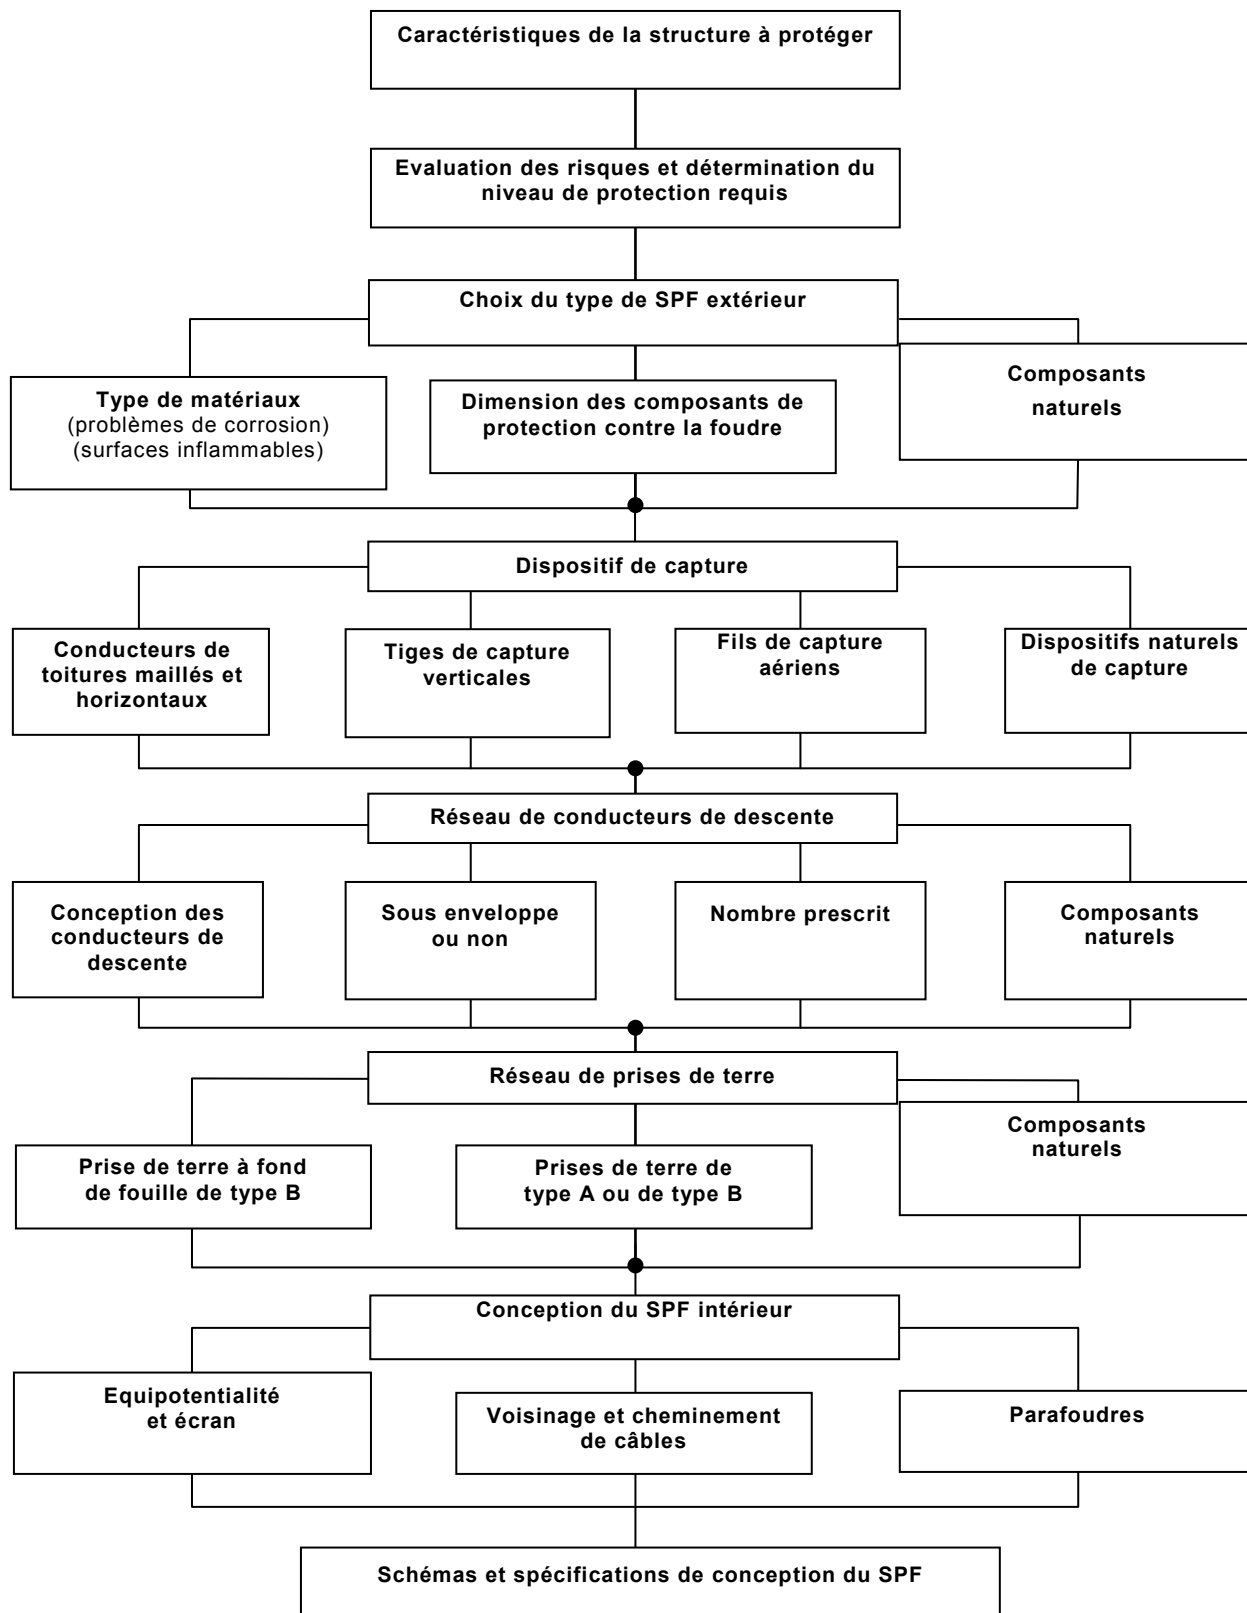 Caractéristiques de la structure à protéger
Evaluation des risques et détermination du
niveau de protection requis
Choix du type de SPF extérieur
Type de matériaux
(problèmes de corrosion)
(surfaces inflammables)
Dimension des composants de
protection contre la foudre
Composants
naturels
Dispositif de capture
Conducteurs de
toitures maillés et
horizontaux
Tiges de capture
verticales
Fils de capture
aériens
Dispositifs naturels
de capture
Réseau de conducteurs de descente
Conception des
conducteurs de
descente
Sous enveloppe
ou non
Nombre prescrit
Composants
naturels
Réseau de prises de terre
Prise de terre à fond
de fouille de type B
Prises de terre de
type A ou de type B
Composants
naturels
Conception du SPF intérieur
Equipotentialité
et écran
Voisinage et cheminement
de câbles
Parafoudres
Schémas et spécifications de conception du SPF